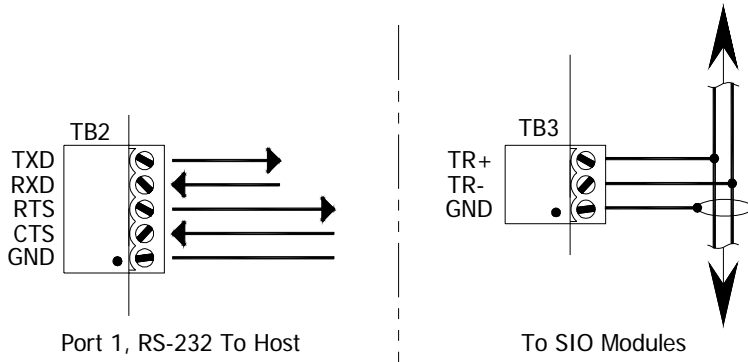 TB2
TXD
RXD
RTS
CTS
GND
Port 1, RS-232 To Host
TB3
TR+
TR-
GND
To SIO Modules